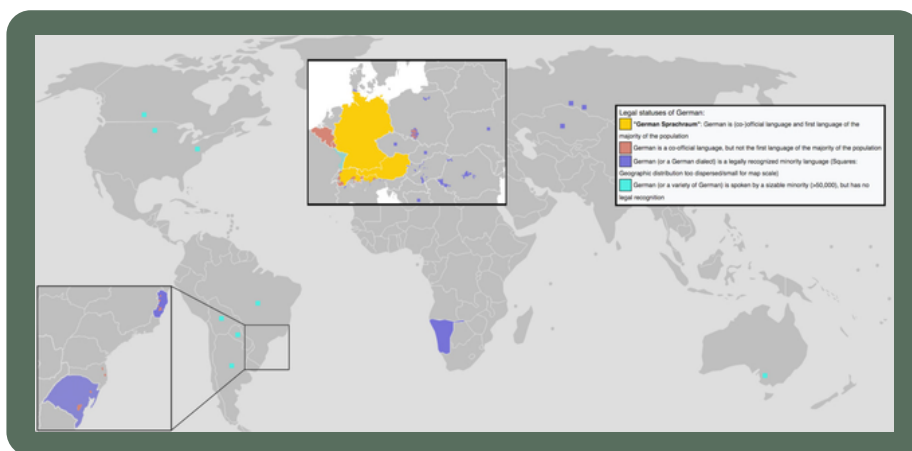 Legal statuses of German:
"German Sprachraum": German is (co-)official language and first language of the
majority of the population
German is a co-official language, but not the first language of the majority of the population
German (or a German dialect) is a legally recognized minority language (Squares:
Geographic distribution too dispersed/small for map scale)
German (or a variety of German) is spoken by a sizable minority (>50,000), but has no
legal recognition